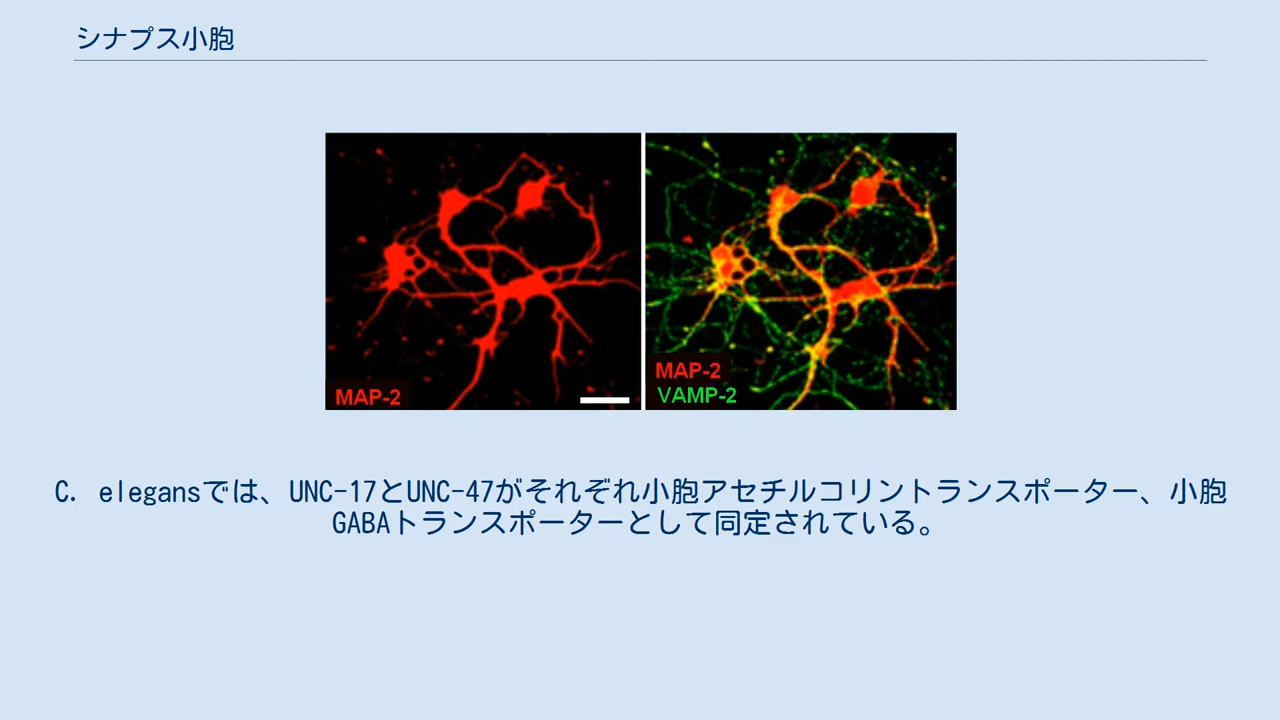 シナプス小胞
MAP-2
MAP-2
VAMP-2
C. elegansでは、UNC-17とUNC-47がそれぞれ小胞アセチルコリントランスポーター、小胞
GABAトランスポーターとして同定されている。